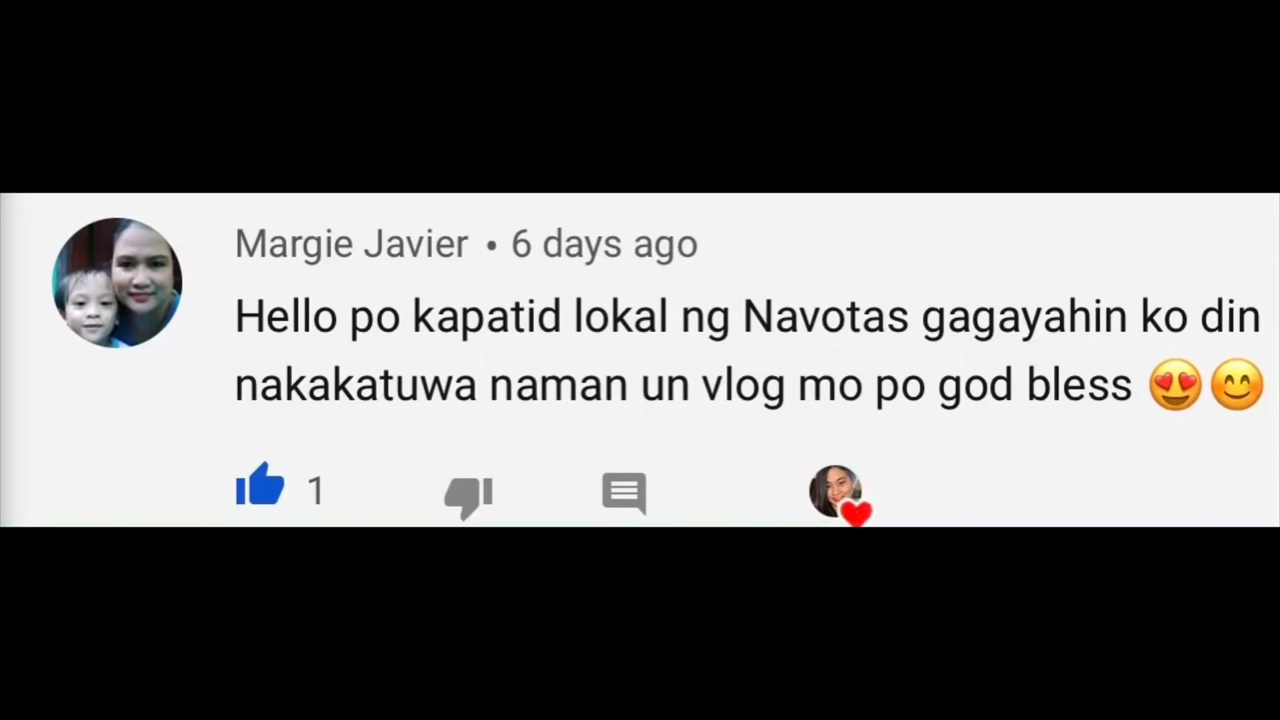 Margie Javier • 6 days ago
Hello po kapatid lokal ng Navotas gagayahin ko din
nakakatuwa naman un vlog mo po god bless 😍😊
1